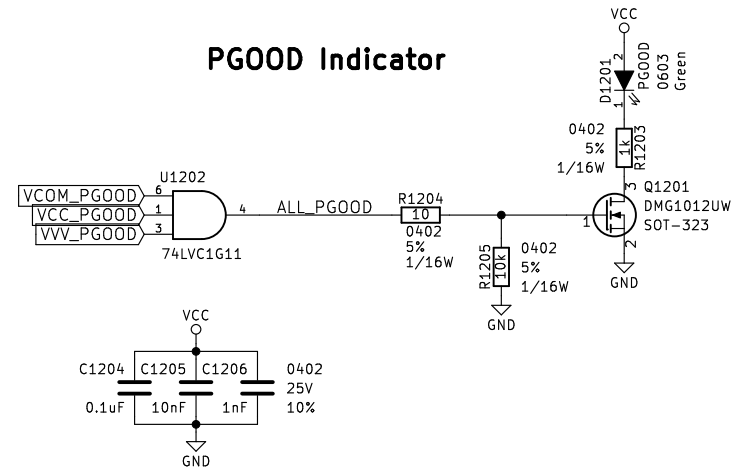 PGOOD Indicator
VCC
2
D1201
PGOOD
0603
Green
1
0402
5%
1/16W
1k
R1203
3
Q1201
DMG1012UW
SOT-323
1
2
GND
U1202
VCOM_PGOOD
6
VCC_PGOOD
1
VVV_PGOOD
3
4
74LVC1G11
ALL_PGOOD
R1204
10
0402
5%
1/16W
R1205
10k
0402
5%
1/16W
GND
VCC
C1204
C1205
C1206
0402
25V
0.1uF
10nF
1nF
10%
GND